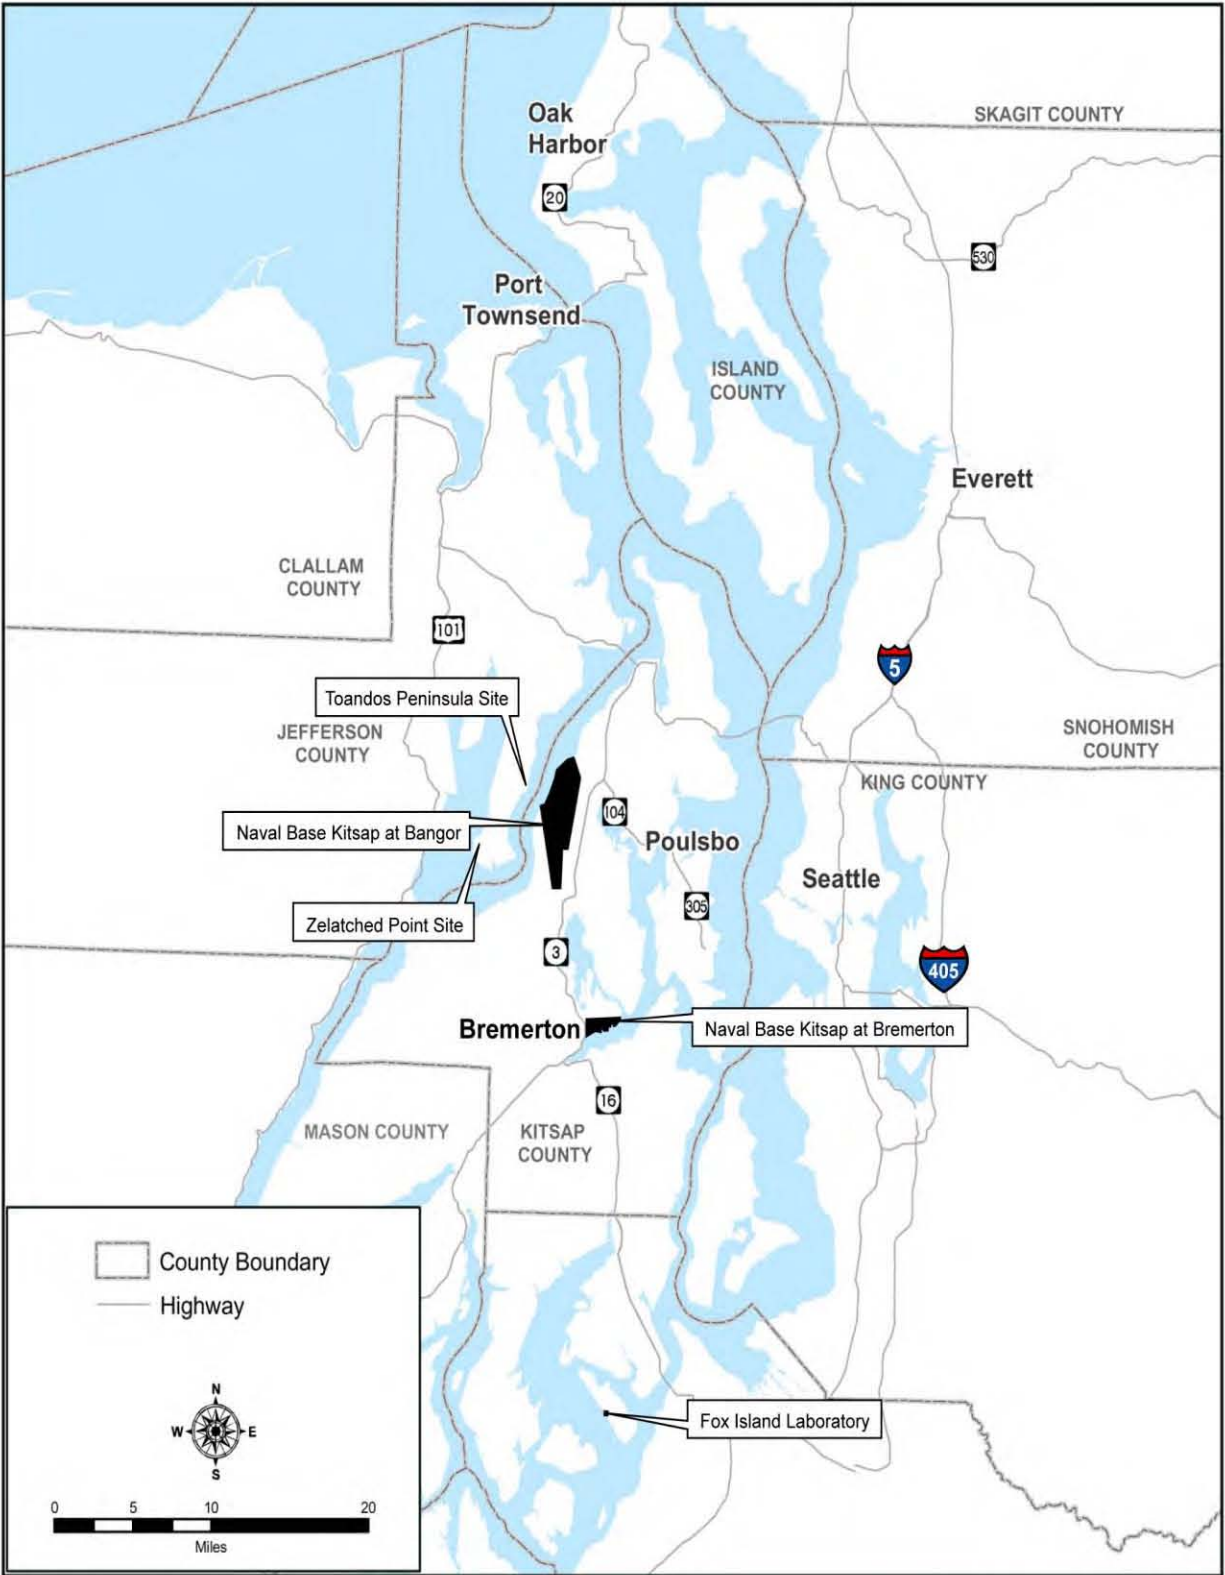 Oak
Harbor
SKAGIT COUNTY
20
530
Port
Townsend
ISLAND
COUNTY
Everett
CLALLAM
COUNTY
101
5
Toandos Peninsula Site
JEFFERSON
COUNTY
SNOHOMISH
COUNTY
KING COUNTY
104
Naval Base Kitsap at Bangor
Poulsbo
Seattle
305
Zelatched Point Site
3
405
Bremerton
Naval Base Kitsap at Bremerton
16
MASON COUNTY
KITSAP
COUNTY
County Boundary
Highway
N
W
E
S
Fox Island Laboratory
0 5 10 20
Miles